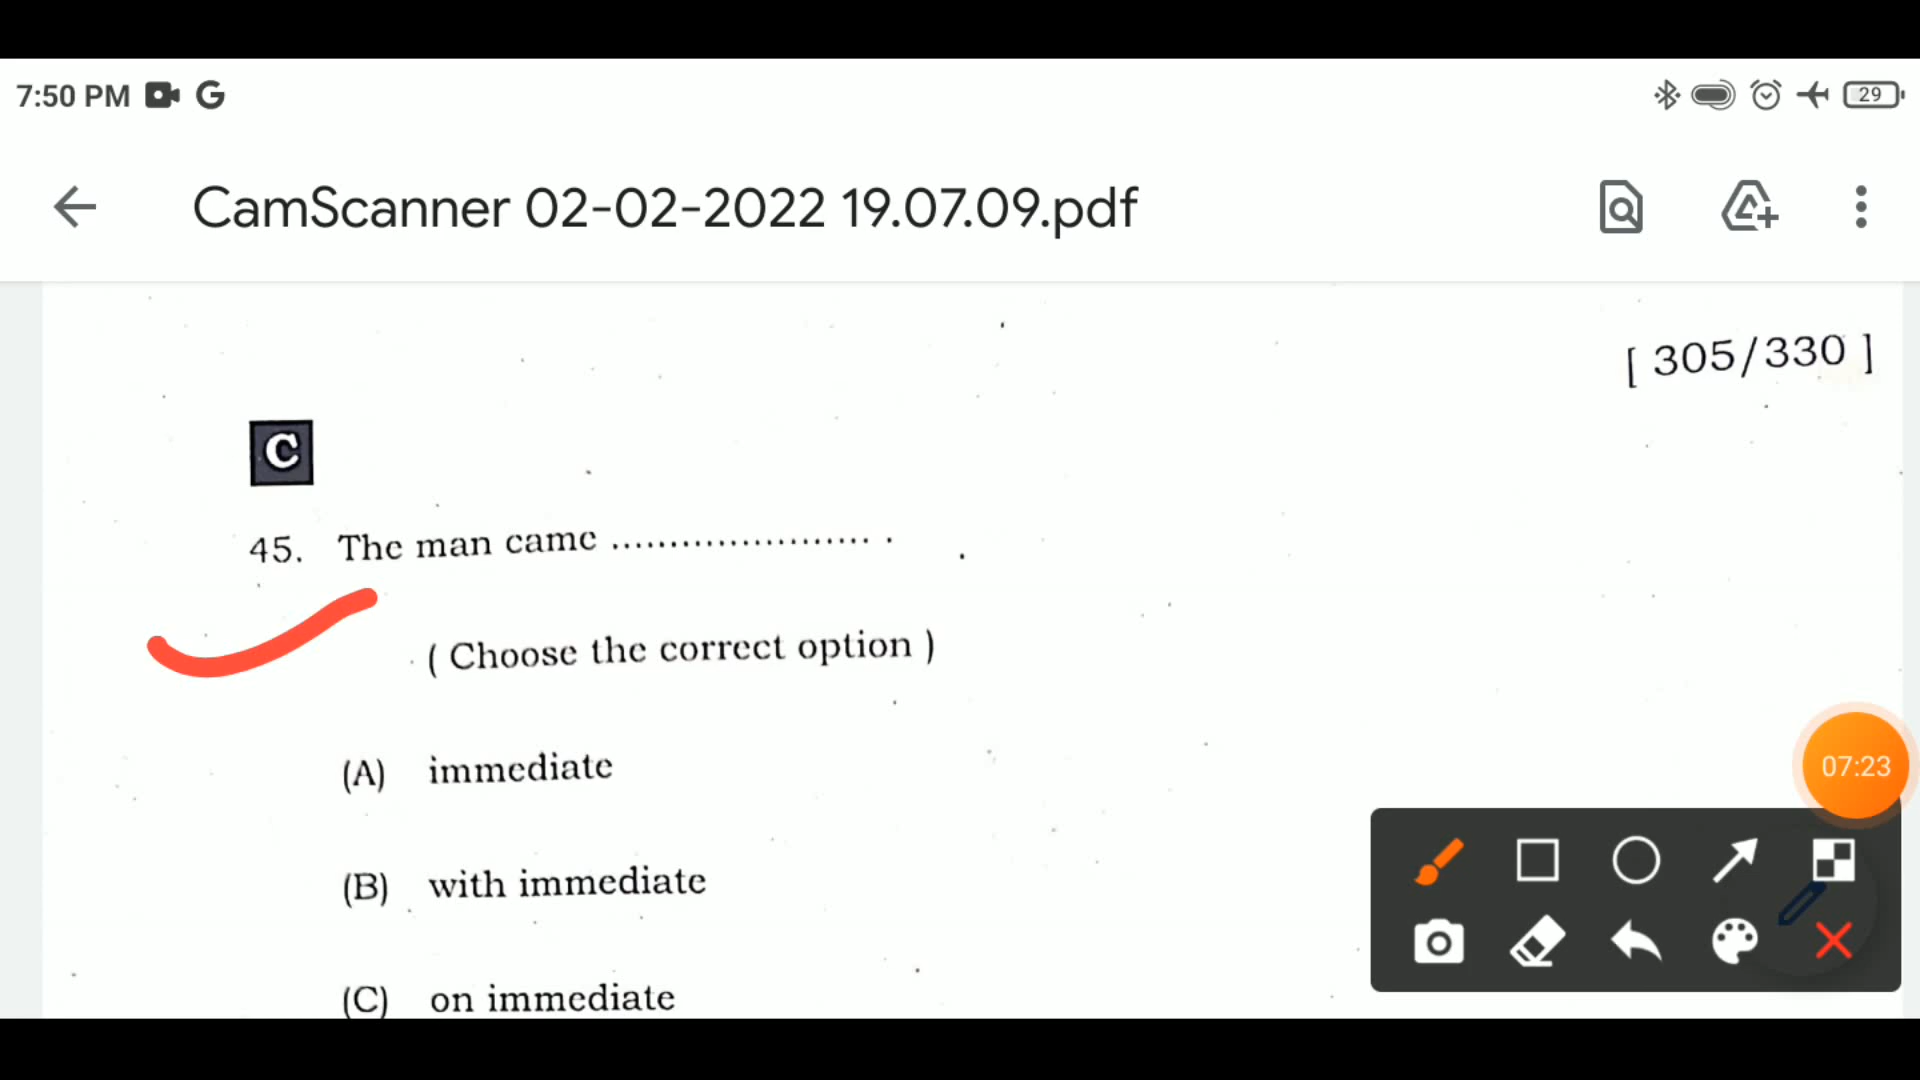 7:50 PM G 29
CamScanner 02-02-2022 19.07.09.pdf
[ 305/330 ]
C
45. The man came ...................... .
( Choose the correct option )
(A) immediate
(B) with immediate
(C) on immediate
07:23